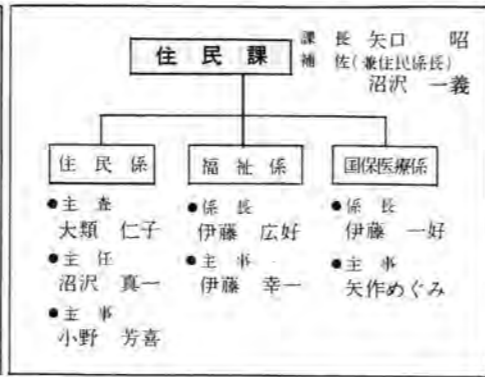 住民課
課長 矢口 昭
補佐(兼住民係長)
沼沢 一義
住民係
●主査
大類 仁子
●主任
沼沢 真一
●主事
小野 芳喜
福祉係
●係長
伊藤 広好
●主事
伊藤 幸一
国保医療係
●係長
伊藤 一好
●主事
矢作めぐみ